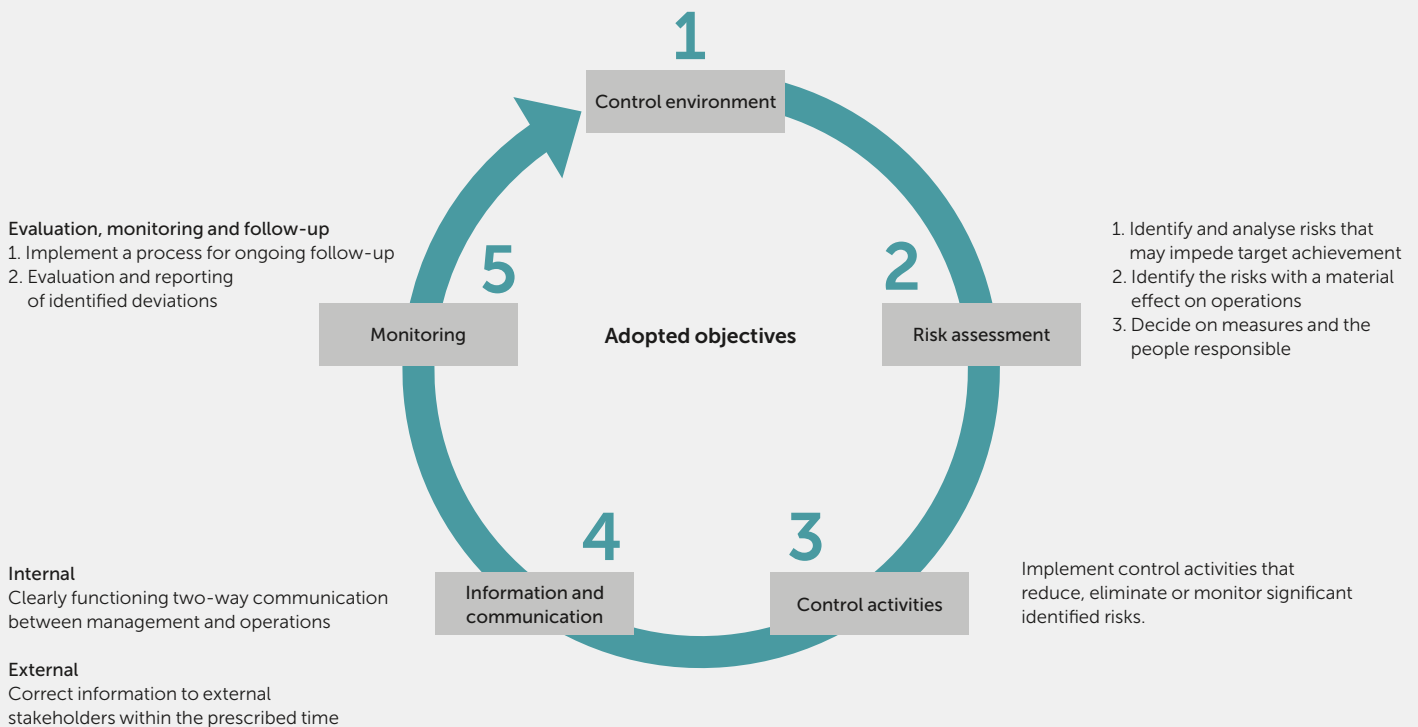 1
Control environment
Evaluation, monitoring and follow-up
1. Implement a process for ongoing follow-up
2. Evaluation and reporting
of identified deviations
5
Monitoring
Adopted objectives
2
Risk assessment
1. Identify and analyse risks that
may impede target achievement
2. Identify the risks with a material
effect on operations
3. Decide on measures and the
people responsible
4
Information and
communication
3
Control activities
Implement control activities that
reduce, eliminate or monitor significant
identified risks.
Internal
Clearly functioning two-way communication
between management and operations
External
Correct information to external
stakeholders within the prescribed time